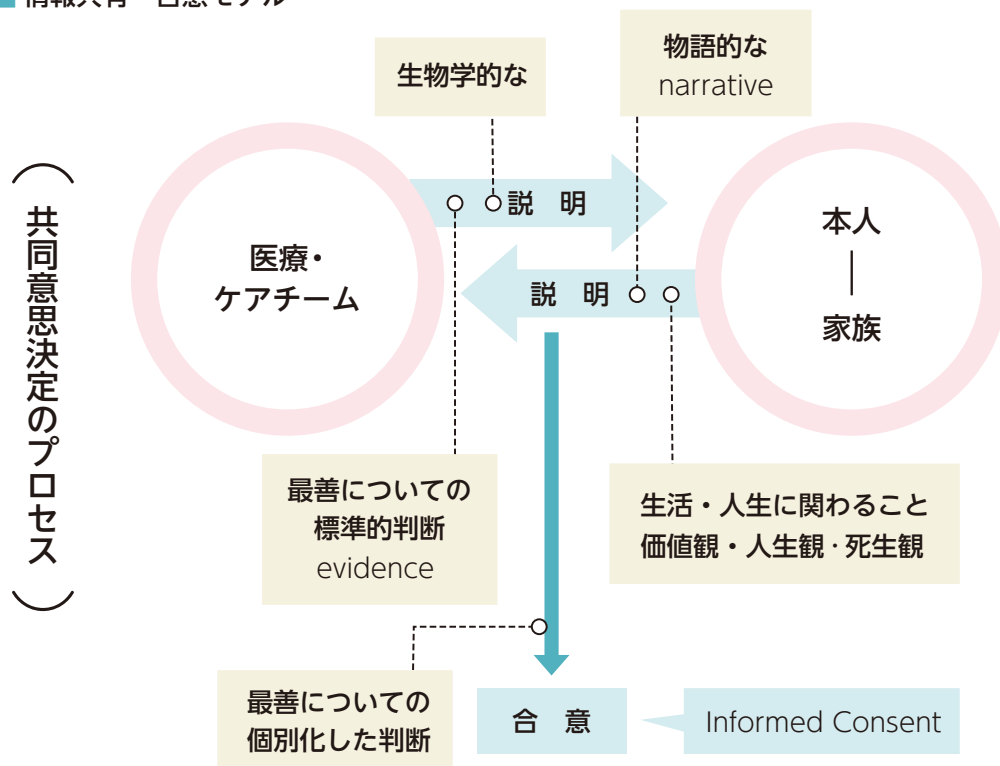 生物学的な
物語的な
narrative
(共同意思決定のプロセス)
医療・
ケアチーム
説 明
説 明
本人
家族
最善についての
標準的判断
evidence
生活・人生に関わること
価値観・人生観・死生観
最善についての
個別化した判断
合 意
Informed Consent